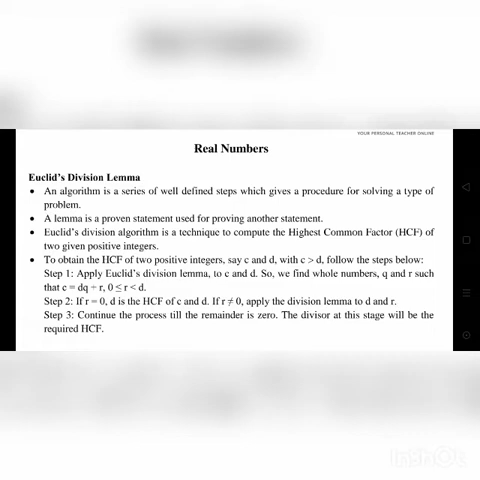 YOUR PERSONAL TEACHER ONLINE
Real Numbers
Euclid's Division Lemma
• An algorithm is a series of well defined steps which gives a procedure for solving a type of
problem.
• A lemma is a proven statement used for proving another statement.
• Euclid's division algorithm is a technique to compute the Highest Common Factor (HCF) of
two given positive integers.
• To obtain the HCF of two positive integers, say c and d, with c > d, follow the steps below:
Step 1: Apply Euclid's division lemma, to c and d. So, we find whole numbers, q and r such
that c = dq + r, 0 ≤ r < d.
Step 2: If r = 0, d is the HCF of c and d. If r ≠ 0, apply the division lemma to d and r.
Step 3: Continue the process till the remainder is zero. The divisor at this stage will be the
required HCF.
InShOt